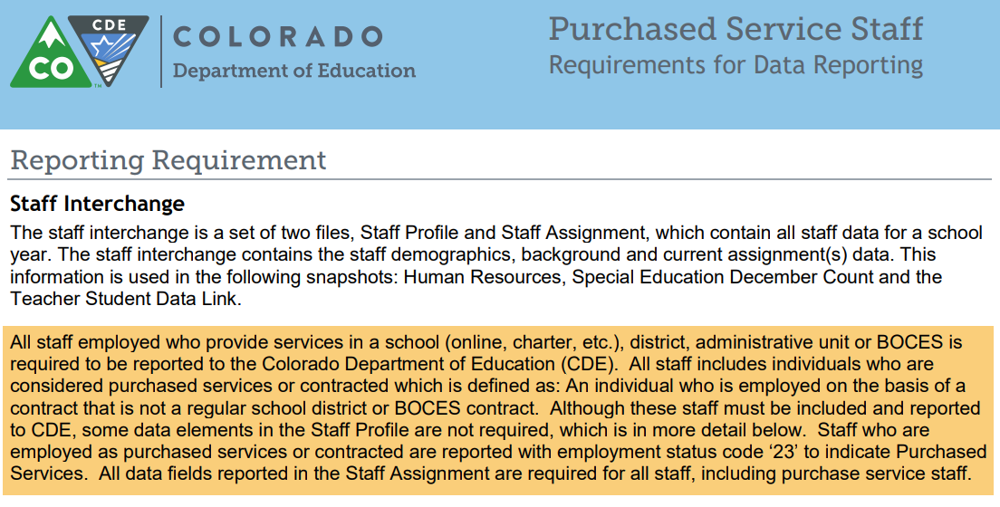 CDE
CO
TM
COLORADO
Department of Education
Purchased Service Staff
Requirements for Data Reporting
Reporting Requirement
Staff Interchange
The staff interchange is a set of two files, Staff Profile and Staff Assignment, which contain all staff data for a school
year. The staff interchange contains the staff demographics, background and current assignment(s) data. This
information is used in the following snapshots: Human Resources, Special Education December Count and the
Teacher Student Data Link.
All staff employed who provide services in a school (online, charter, etc.), district, administrative unit or BOCES is
required to be reported to the Colorado Department of Education (CDE).  All staff includes individuals who are
considered purchased services or contracted which is defined as: An individual who is employed on the basis of a
contract that is not a regular school district or BOCES contract.  Although these staff must be included and reported
to CDE, some data elements in the Staff Profile are not required, which is in more detail below.  Staff who are
employed as purchased services or contracted are reported with employment status code ‘23’ to indicate Purchased
Services.  All data fields reported in the Staff Assignment are required for all staff, including purchase service staff.